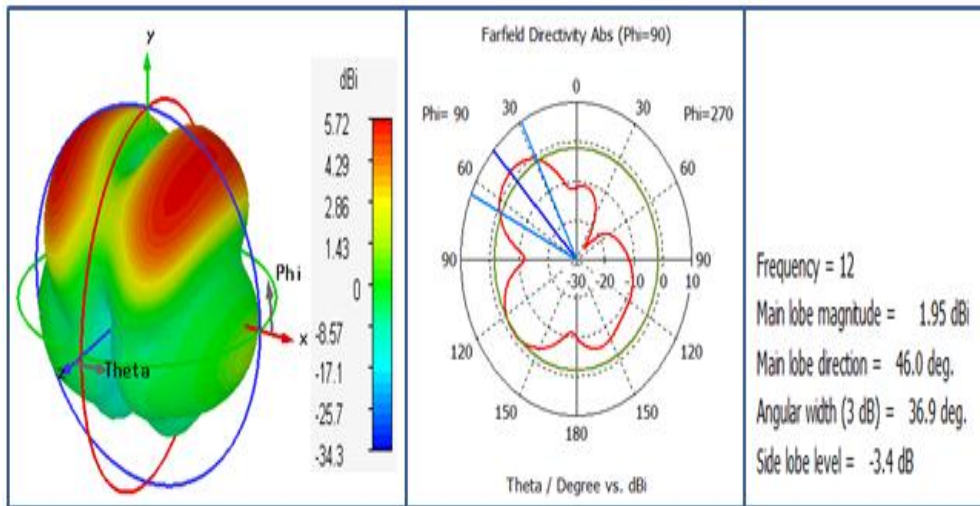 y
dBi
5.72
4.29
2.86
1.43
0
-8.57
-17.1
-25.7
-34.3
Phi
x
z
Theta
Farfield Directivity Abs (Phi=90)
0
Phi= 90 30 30 Phi=270
60 60
90 -30 -20 -10 0 10 90
120 120
150 150
180
Theta / Degree vs. dBi
Frequency = 12
Main lobe magnitude = 1.95 dBi
Main lobe direction = 46.0 deg.
Angular width (3 dB) = 36.9 deg.
Side lobe level = -3.4 dB